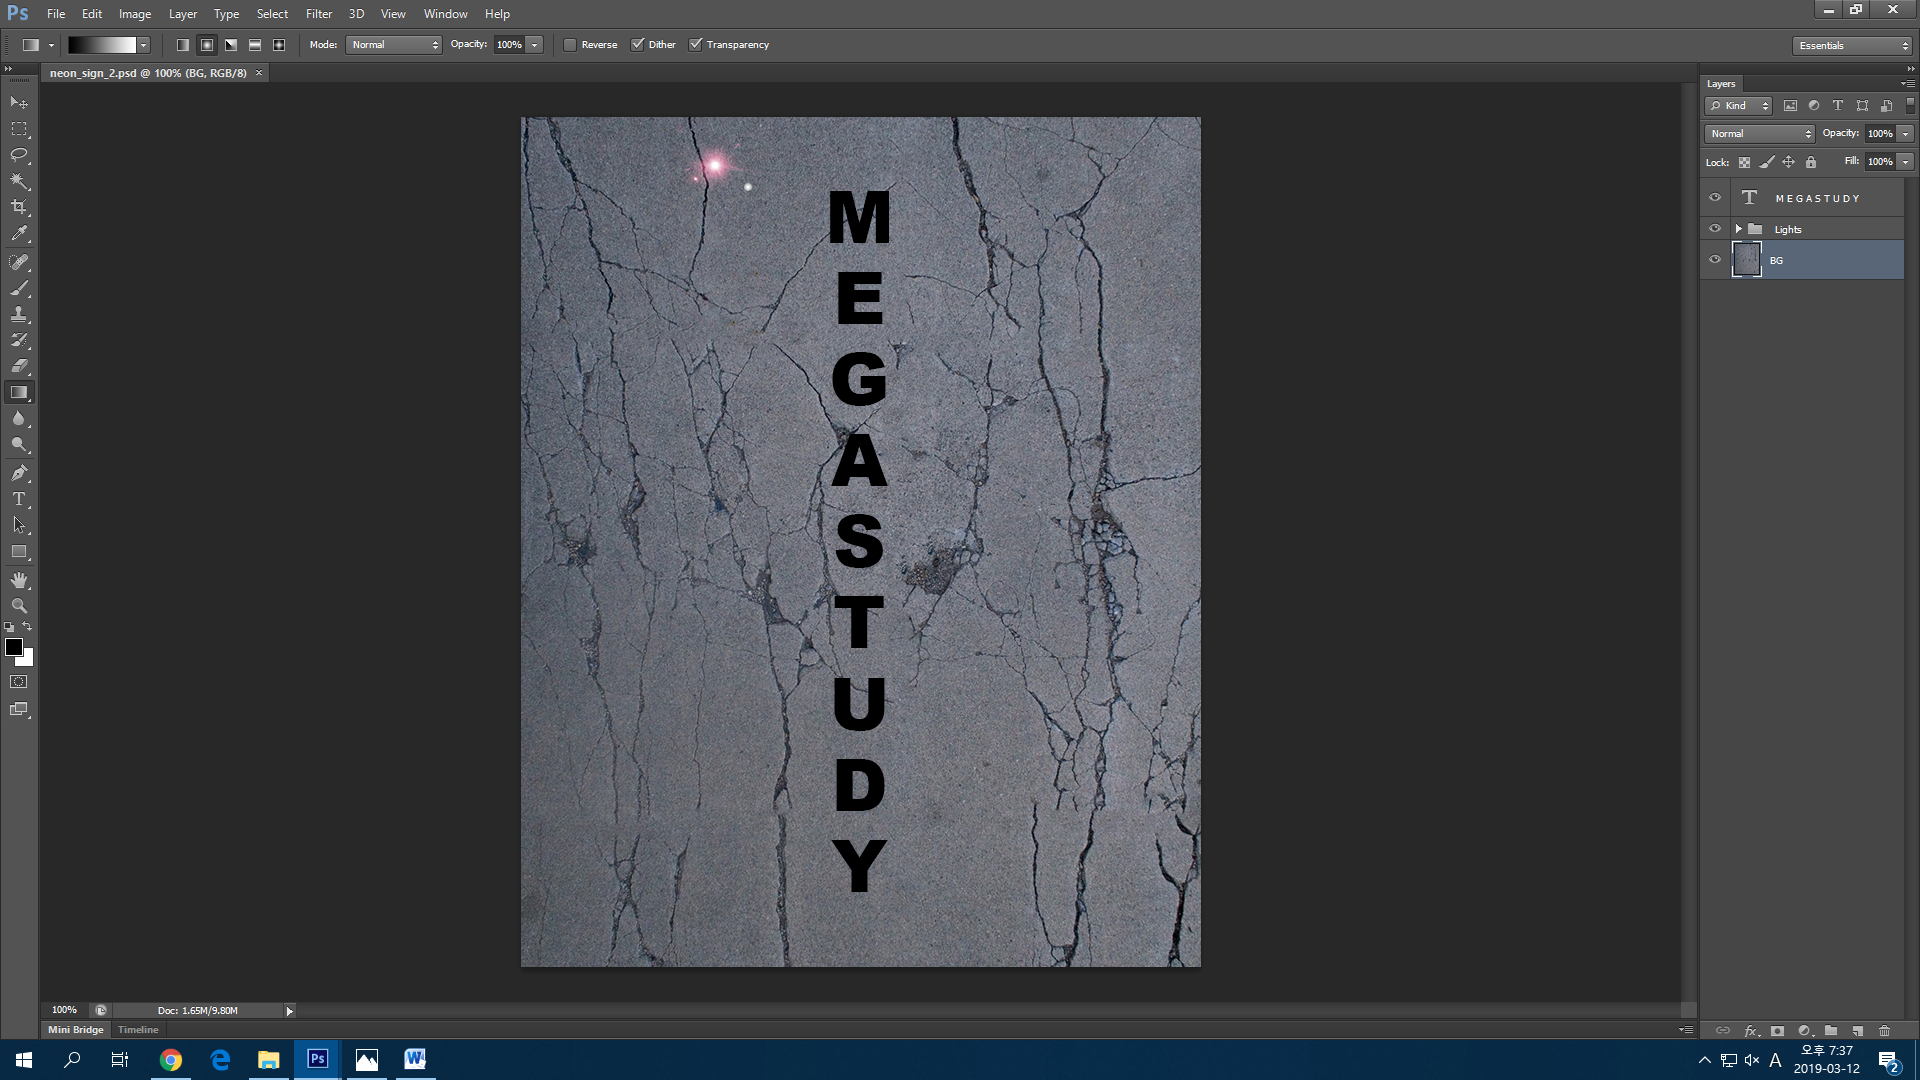 Ps File Edit Image Layer Type Select Filter 3D View Window Help
Mode: Normal Opacity: 100% Reverse Dither Transparency Essentials
neon_sign_2.psd @ 100% (BG, RGB/8) ×
Layers
Kind
Normal Opacity: 100%
Lock: Fill: 100%
MEGASTUDY
Lights
BG
M
E
G
A
S
T
U
D
Y
100% Doc: 1.65M/9.80M
Mini Bridge Timeline
Ps A 오후 7:37
2019-03-12 2